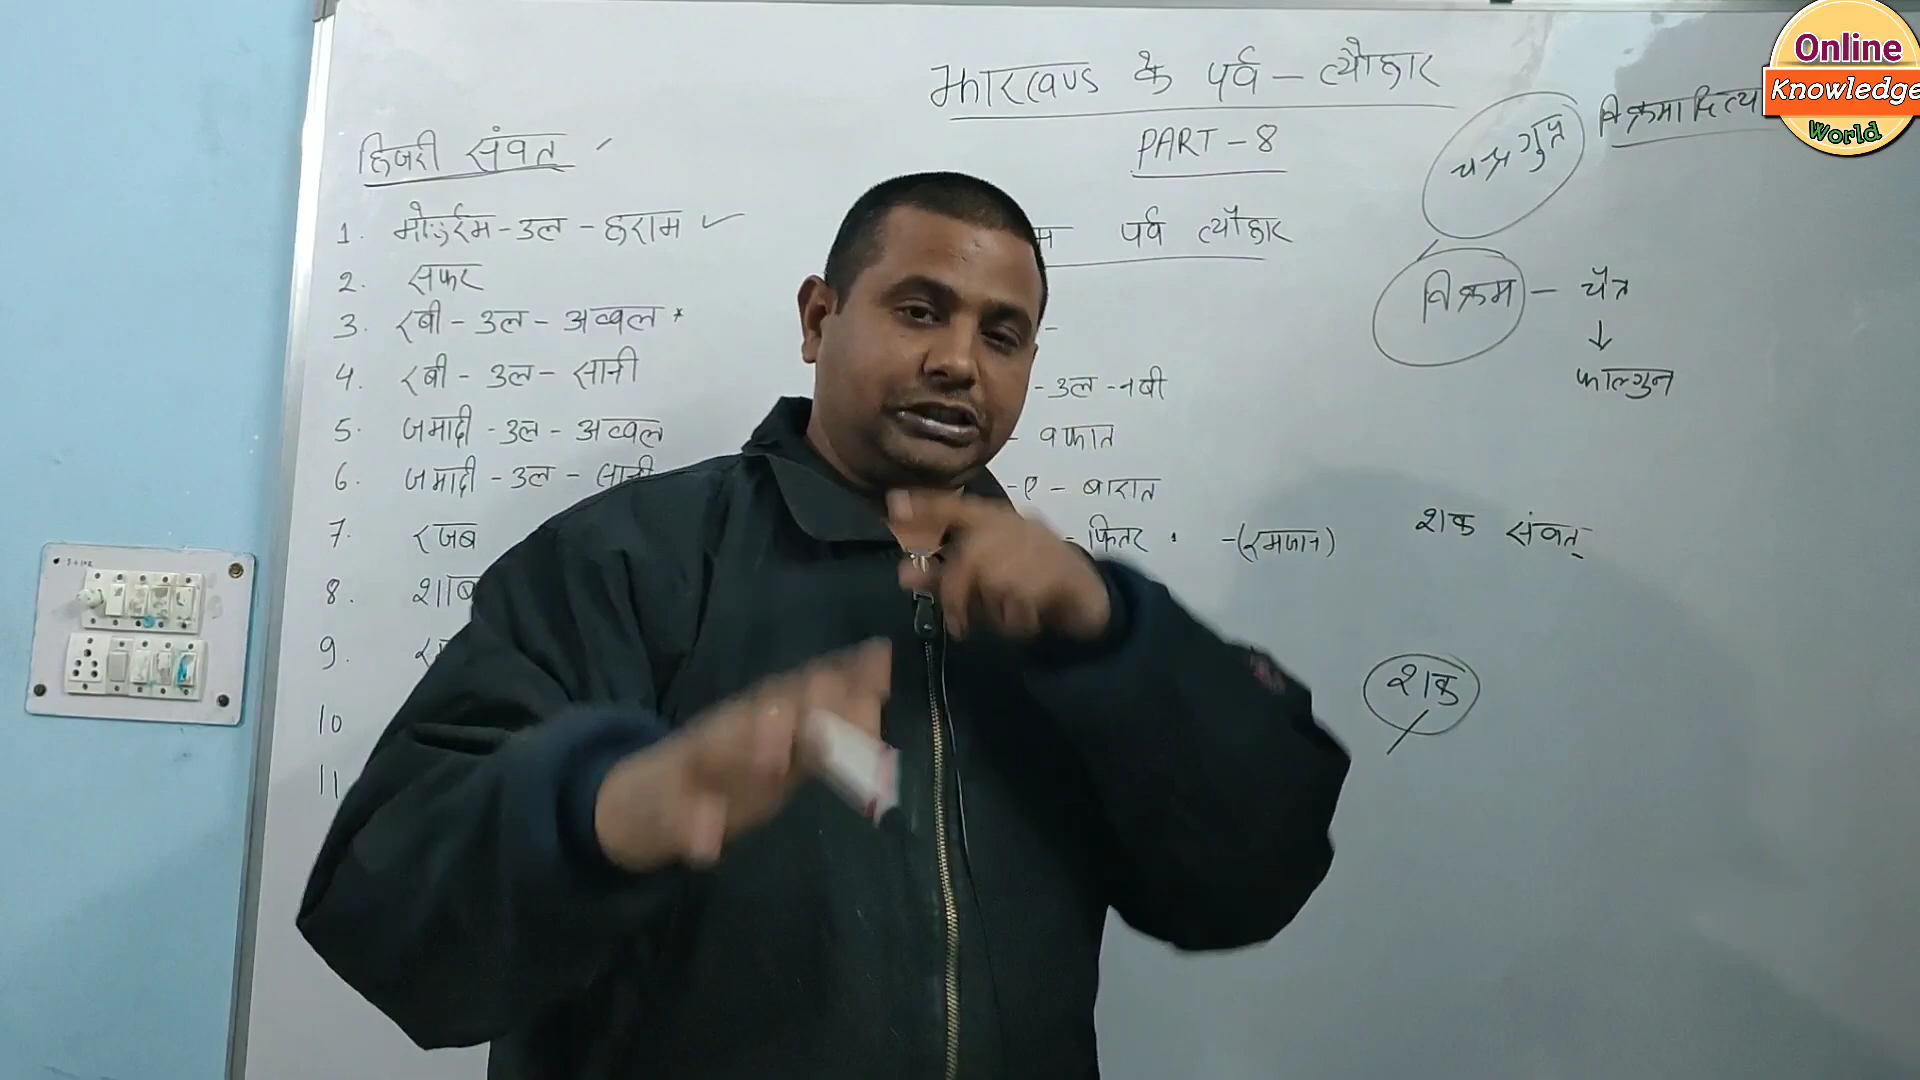 झारखण्ड के पर्व - त्यौहार
PART - 8
हिजरी संवत्
1. मोहर्रम - उल - हराम
2. सफर
3. रबी - उल - अव्वल *
4. रबी - उल - सानी
5. जमादी - उल - अव्वल
6. जमादी - उल - सानी
7. रजब
8. शाब
9.
10
11
म पर्व त्यौहार
- उल - नबी
- वफात
- ए - बारात
- फितर - (रमजान)
चन्द्रगुप्त विक्रमादित्य
विक्रम - चैत्र
↓
फाल्गुन
शक संवत्
शक
Online
Knowledge
World